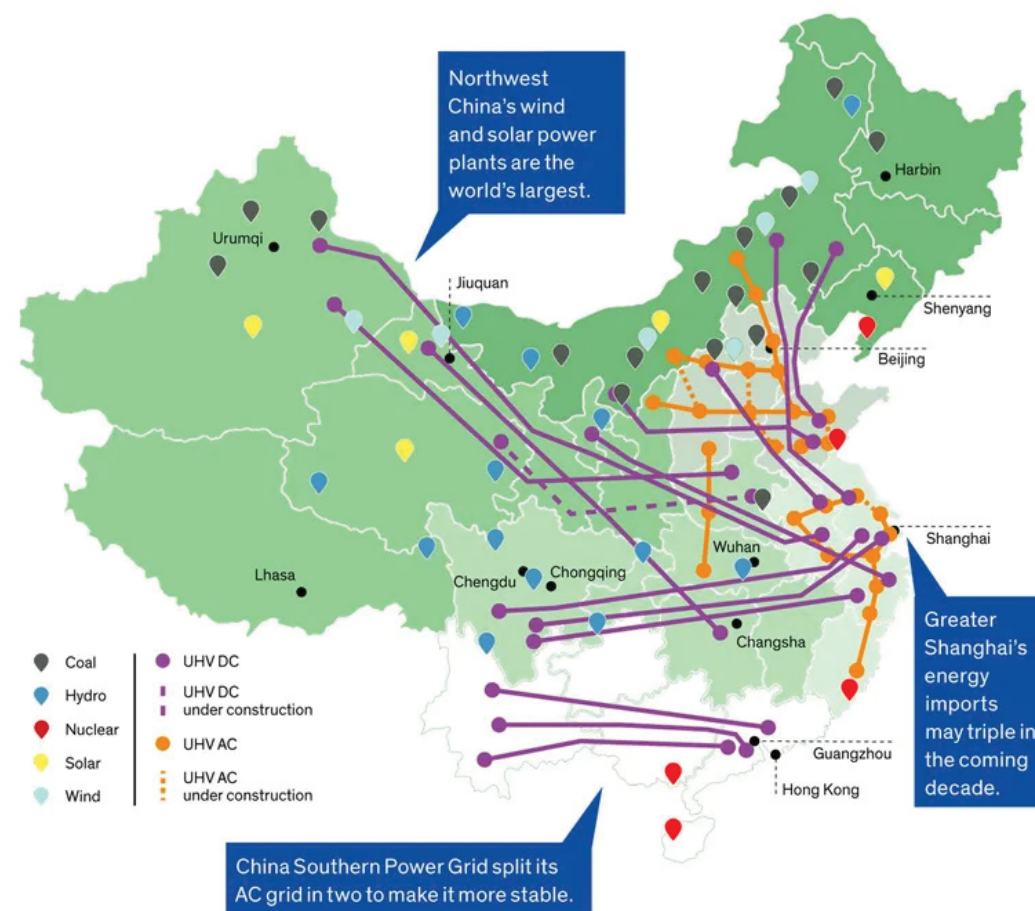 Northwest
China's wind
and solar power
plants are the
world's largest.
Harbin
Urumqi
Jiuquan
Shenyang
Beijing
Shanghai
Wuhan
Chengdu
Chongqing
Lhasa
Changsha
Greater
Shanghai's
energy
imports
may triple in
the coming
decade.
Coal
Hydro
Nuclear
Solar
Wind
UHV DC
UHV DC
under construction
UHV AC
UHV AC
under construction
Guangzhou
Hong Kong
China Southern Power Grid split its
AC grid in two to make it more stable.